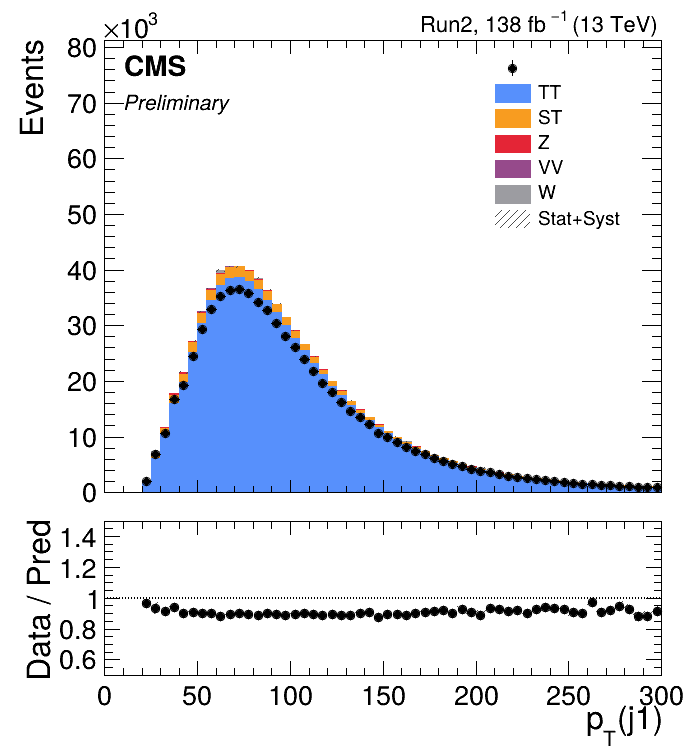 ×10³
Run2, 138 fb⁻¹ (13 TeV)
CMS
Preliminary
Events
80
70
60
50
40
30
20
10
0
TT
ST
Z
VV
W
Stat+Syst
Data / Pred
1.4
1.2
1
0.8
0.6
0 50 100 150 200 250 300
p_T(j1)